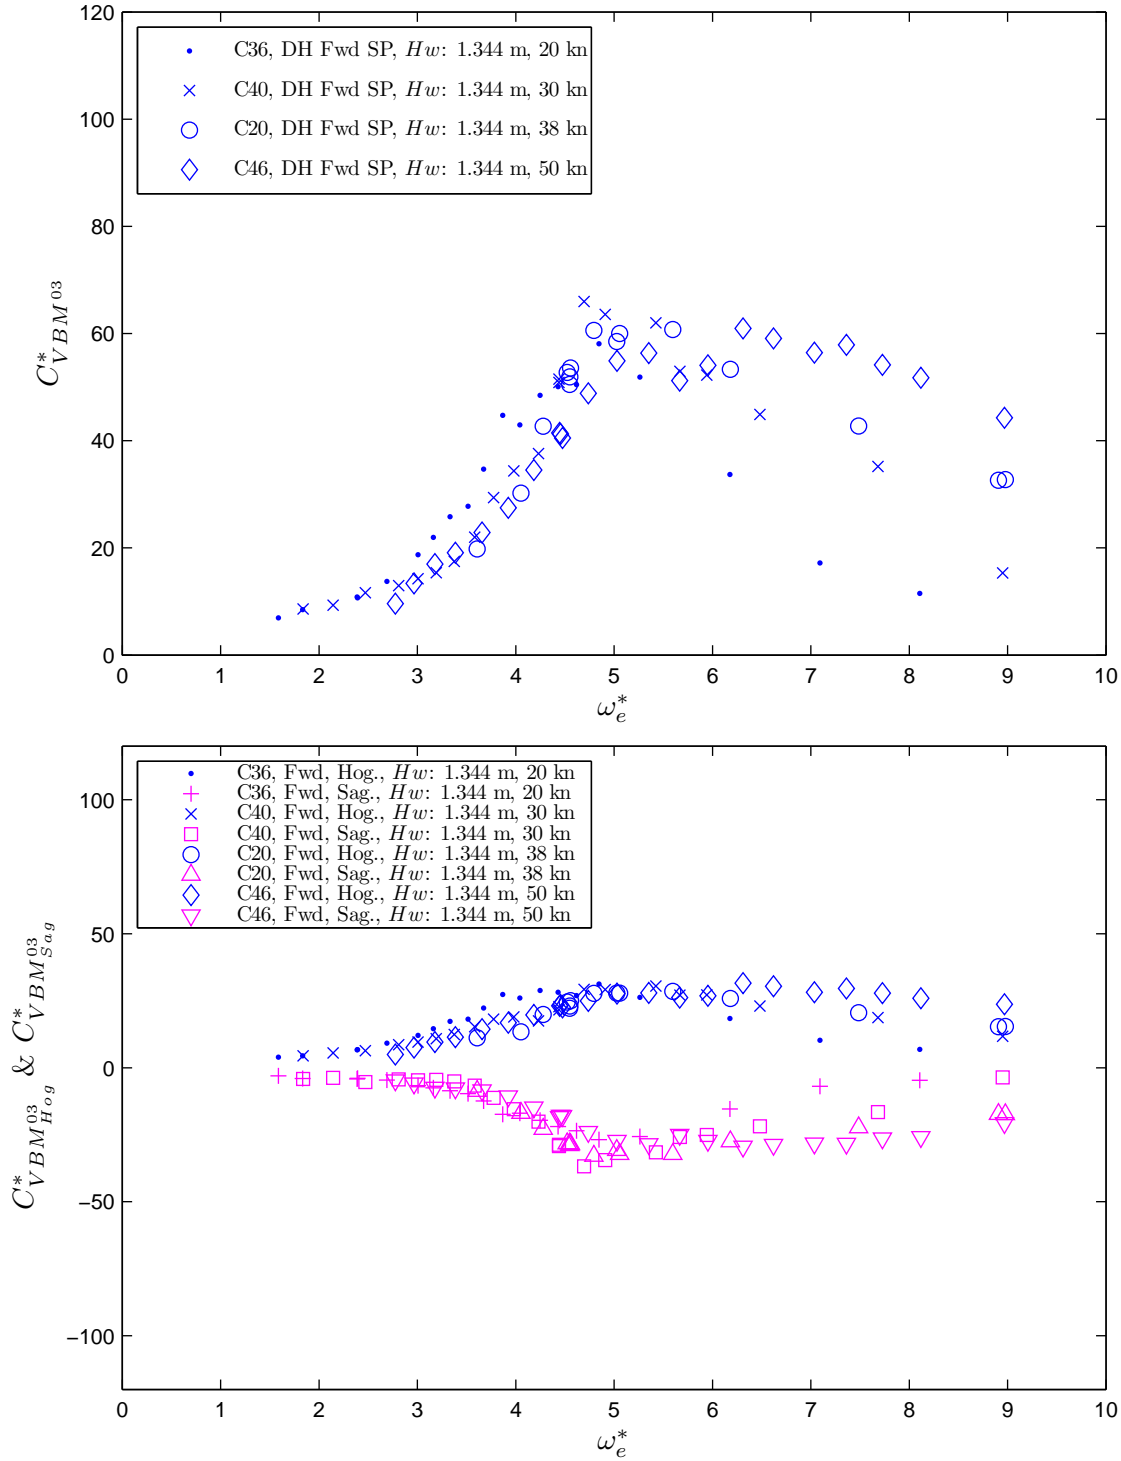 120
100
80
60
40
20
0
C*VBM03
C36, DH Fwd SP, Hw: 1.344 m, 20 kn
C40, DH Fwd SP, Hw: 1.344 m, 30 kn
C20, DH Fwd SP, Hw: 1.344 m, 38 kn
C46, DH Fwd SP, Hw: 1.344 m, 50 kn
0 1 2 3 4 5 6 7 8 9 10
ω*e
100
50
0
−50
−100
C*VBM03Hog & C*VBM03Sag
C36, Fwd, Hog., Hw: 1.344 m, 20 kn
C36, Fwd, Sag., Hw: 1.344 m, 20 kn
C40, Fwd, Hog., Hw: 1.344 m, 30 kn
C40, Fwd, Sag., Hw: 1.344 m, 30 kn
C20, Fwd, Hog., Hw: 1.344 m, 38 kn
C20, Fwd, Sag., Hw: 1.344 m, 38 kn
C46, Fwd, Hog., Hw: 1.344 m, 50 kn
C46, Fwd, Sag., Hw: 1.344 m, 50 kn
0 1 2 3 4 5 6 7 8 9 10
ω*e